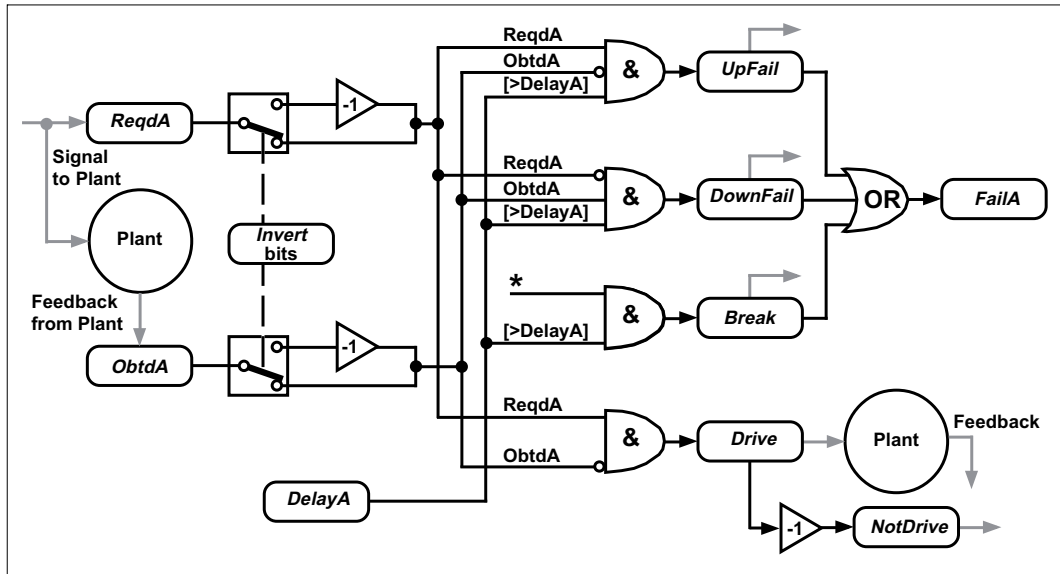 ReqdA
ObtdA
[>DelayA]
&
UpFail
-1
ReqdA
Signal
to Plant
Plant
Invert
bits
ReqdA
ObtdA
[>DelayA]
&
DownFail
OR
FailA
*
[>DelayA]
&
Break
Feedback
from Plant
ObtdA
-1
ReqdA
ObtdA
&
Drive
Plant
Feedback
DelayA
-1
NotDrive